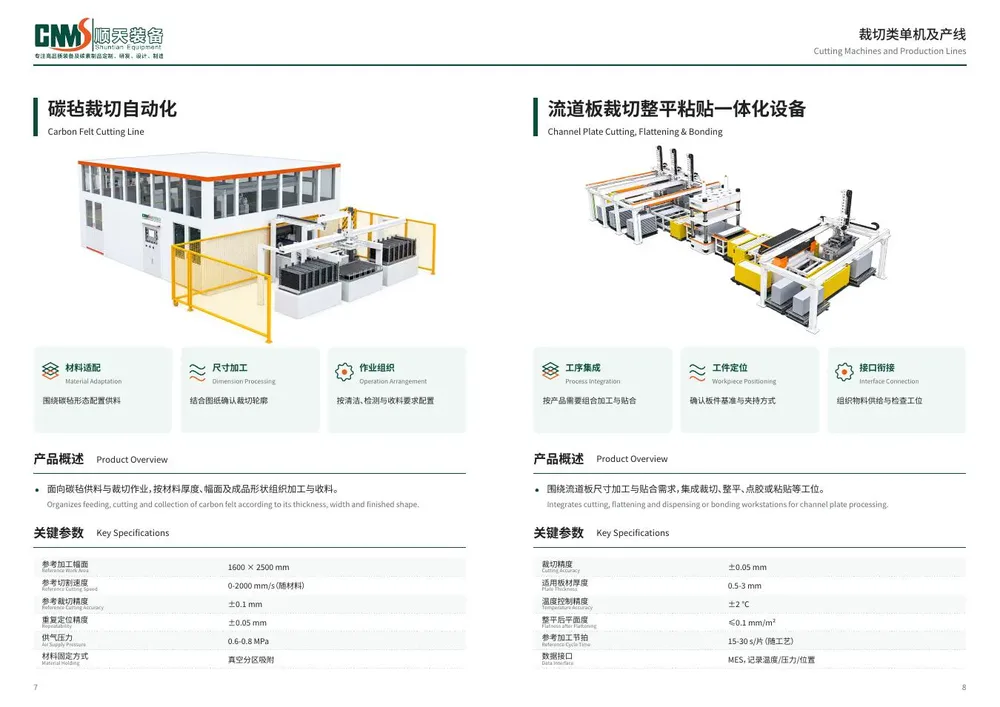 CNMS 顺天装备
Shuntian Equipment
专注高品质装备及碳素制品定制、研发、设计、制造
裁切类单机及产线
Cutting Machines and Production Lines
碳毡裁切自动化
Carbon Felt Cutting Line
CNMS
材料适配
Material Adaptation
围绕碳毡形态配置供料
尺寸加工
Dimension Processing
结合图纸确认裁切轮廓
作业组织
Operation Arrangement
按清洁、检测与收料要求配置
产品概述 Product Overview
• 面向碳毡供料与裁切作业，按材料厚度、幅面及成品形状组织加工与收料。
Organizes feeding, cutting and collection of carbon felt according to its thickness, width and finished shape.
关键参数 Key Specifications
参考加工幅面 1600 × 2500 mm
Reference Work Area
参考切割速度 0-2000 mm/s（随材料）
Reference Cutting Speed
参考裁切精度 ±0.1 mm
Reference Cutting Accuracy
重复定位精度 ±0.05 mm
Repeatability
供气压力 0.6-0.8 MPa
Air Supply Pressure
材料固定方式 真空分区吸附
Material Holding
7
流道板裁切整平粘贴一体化设备
Channel Plate Cutting, Flattening & Bonding
工序集成
Process Integration
按产品需要组合加工与贴合
工件定位
Workpiece Positioning
确认板件基准与夹持方式
接口衔接
Interface Connection
组织物料供给与检查工位
产品概述 Product Overview
• 围绕流道板尺寸加工与贴合需求，集成裁切、整平、点胶或粘贴等工位。
Integrates cutting, flattening and dispensing or bonding workstations for channel plate processing.
关键参数 Key Specifications
裁切精度 ±0.05 mm
Cutting Accuracy
适用板材厚度 0.5-3 mm
Plate Thickness
温度控制精度 ±2 °C
Temperature Accuracy
整平后平面度 ≤0.1 mm/m²
Flatness after Flattening
参考加工节拍 15-30 s/片（随工艺）
Reference Cycle Time
数据接口 MES，记录温度/压力/位置
Data Interface
8